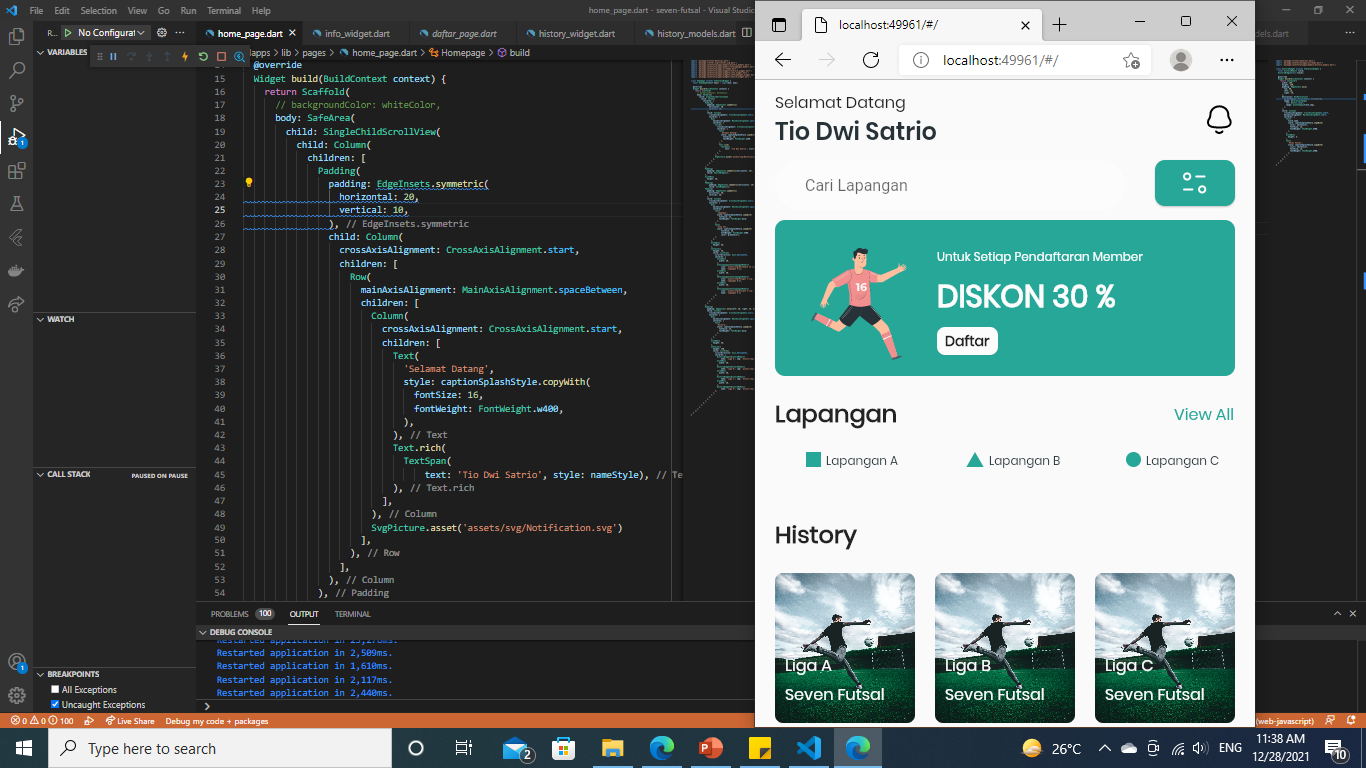 File Edit Selection View Go Run Terminal Help
home_page.dart - seven-futsal - Visual Studio
R... No Configurat
home_page.dart info_widget.dart daftar_page.dart history_widget.dart history_models.dart
lapps > lib > pages > home_page.dart > Homepage > build
VARIABLES
WATCH
CALL STACK PAUSED ON PAUSE
BREAKPOINTS
All Exceptions
Uncaught Exceptions
@override
15 Widget build(BuildContext context) {
16 return Scaffold(
17 // backgroundColor: whiteColor,
18 body: SafeArea(
19 child: SingleChildScrollView(
20 child: Column(
21 children: [
22 Padding(
23 padding: EdgeInsets.symmetric(
24 horizontal: 20,
25 vertical: 10,
26 ), // EdgeInsets.symmetric
27 child: Column(
28 crossAxisAlignment: CrossAxisAlignment.start,
29 children: [
30 Row(
31 mainAxisAlignment: MainAxisAlignment.spaceBetween,
32 children: [
33 Column(
34 crossAxisAlignment: CrossAxisAlignment.start,
35 children: [
36 Text(
37 'Selamat Datang',
38 style: captionSplashStyle.copyWith(
39 fontSize: 16,
40 fontWeight: FontWeight.w400,
41 ),
42 ), // Text
43 Text.rich(
44 TextSpan(
45 text: 'Tio Dwi Satrio', style: nameStyle), // Te
46 ), // Text.rich
47 ],
48 ), // Column
49 SvgPicture.asset('assets/svg/Notification.svg')
50 ],
51 ), // Row
52 ],
53 ), // Column
54 ), // Padding
PROBLEMS 100 OUTPUT TERMINAL
DEBUG CONSOLE
Restarted application in 2,509ms.
Restarted application in 1,610ms.
Restarted application in 2,117ms.
Restarted application in 2,440ms.
0 0 100 Live Share Debug my code + packages
(web-javascript)
localhost:49961/#/
localhost:49961/#/
Selamat Datang
Tio Dwi Satrio
Cari Lapangan
16
Untuk Setiap Pendaftaran Member
DISKON 30 %
Daftar
Lapangan View All
Lapangan A Lapangan B Lapangan C
History
Liga A Liga B Liga C
Seven Futsal Seven Futsal Seven Futsal
Type here to search
2
26°C ENG 11:38 AM
12/28/2021
10